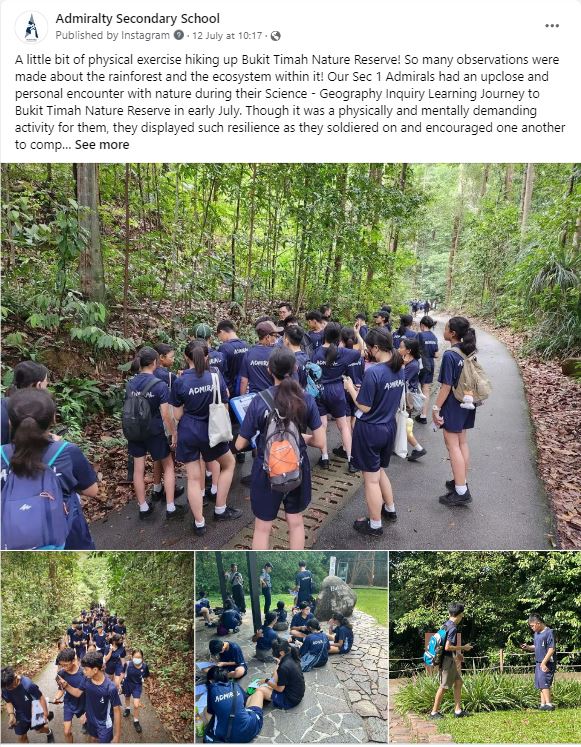 Admiralty Secondary School
Published by Instagram · 12 July at 10:17 ·
A little bit of physical exercise hiking up Bukit Timah Nature Reserve! So many observations were
made about the rainforest and the ecosystem within it! Our Sec 1 Admirals had an upclose and
personal encounter with nature during their Science - Geography Inquiry Learning Journey to
Bukit Timah Nature Reserve in early July. Though it was a physically and mentally demanding
activity for them, they displayed such resilience as they soldiered on and encouraged one another
to comp... See more
ADMIRAL
ADMIRAL
ADMIRAL